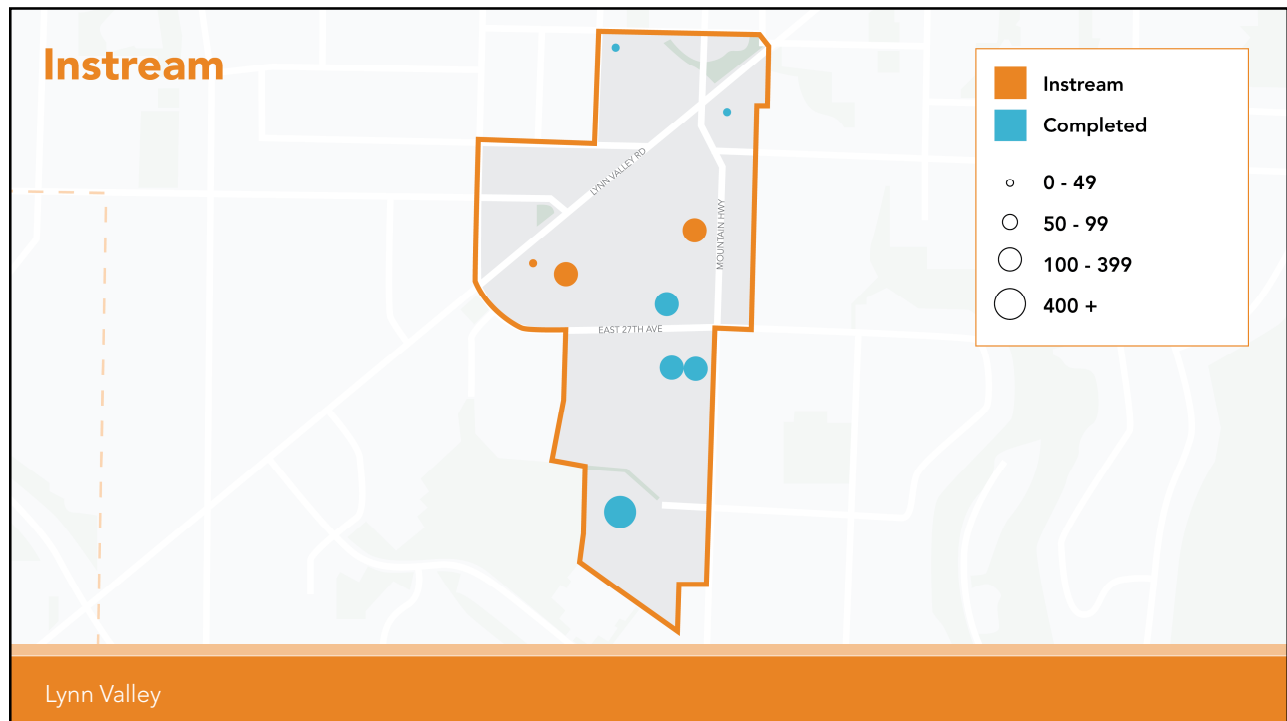 Instream
Instream
Completed
0 - 49
50 - 99
100 - 399
400 +
LYNN VALLEY RD
MOUNTAIN HWY
EAST 27TH AVE
Lynn Valley